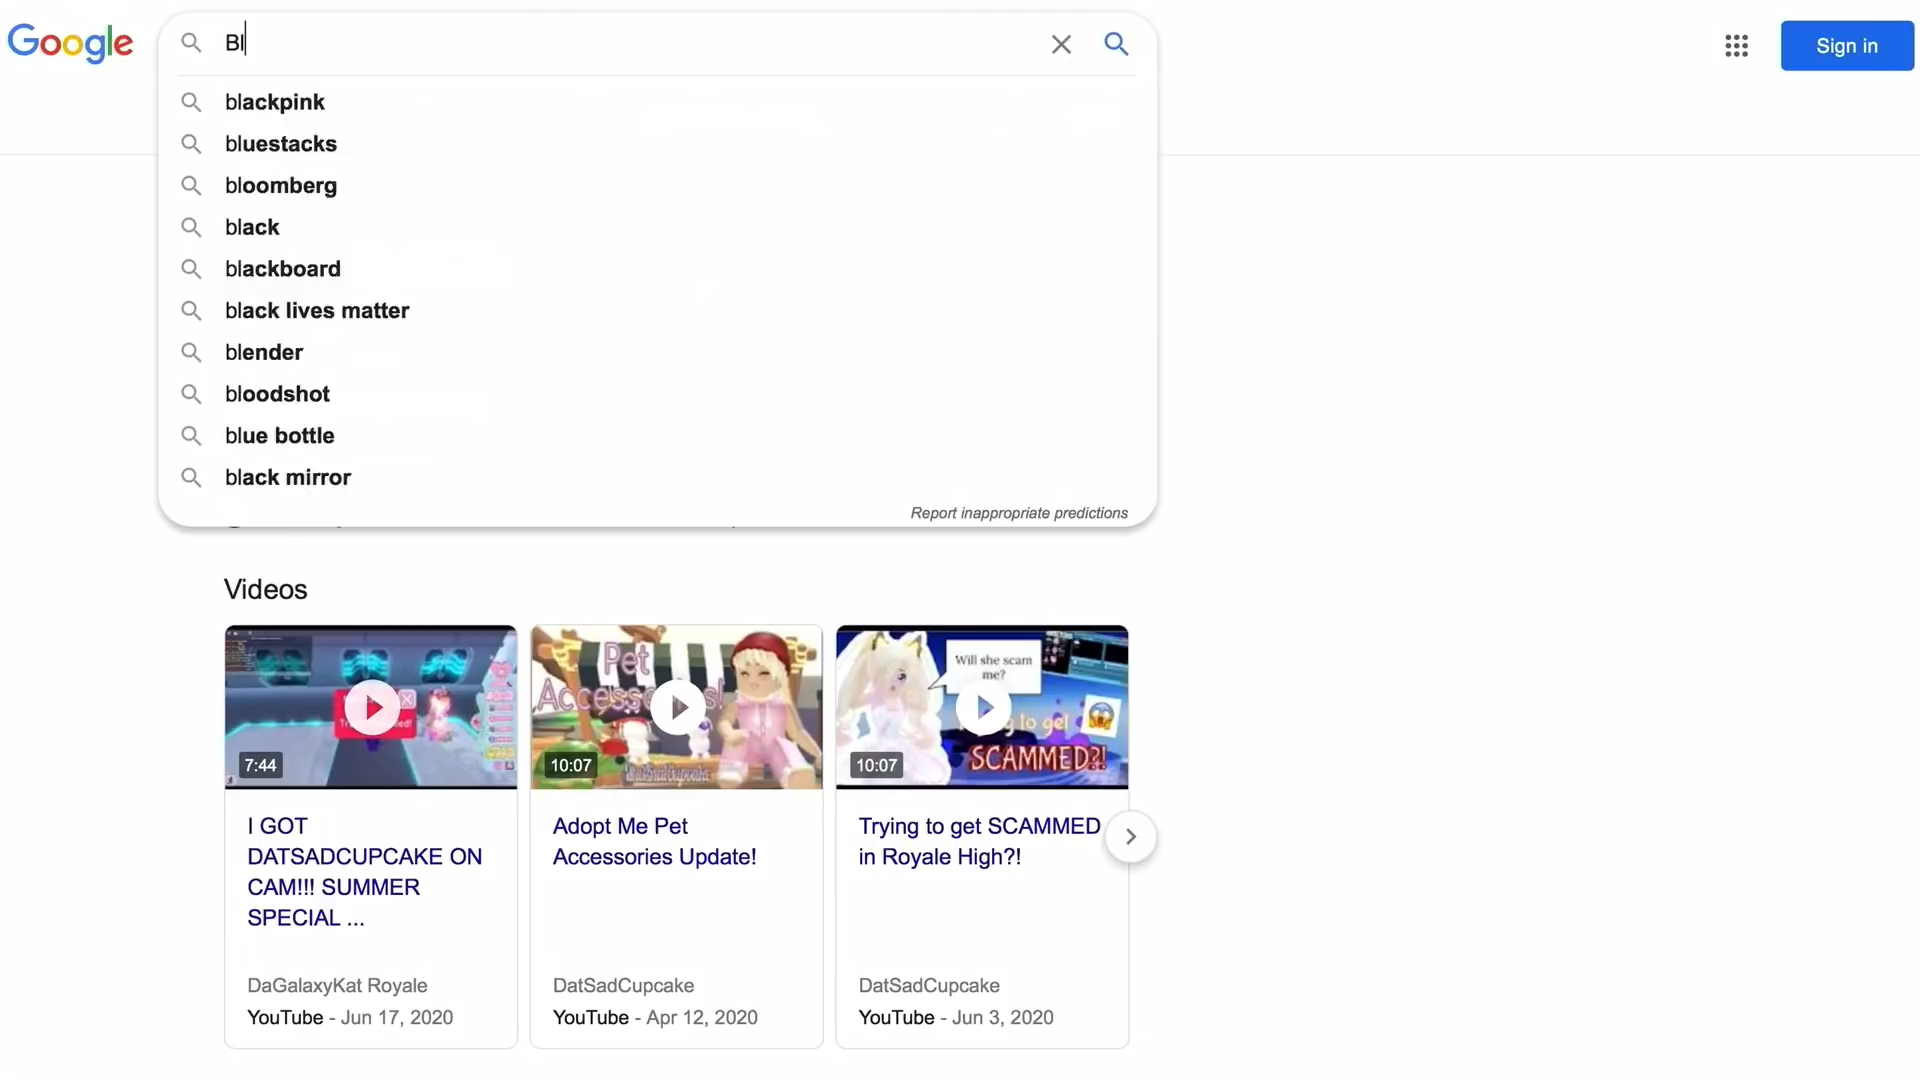 Google
Bl
Sign in
blackpink
bluestacks
bloomberg
black
blackboard
black lives matter
blender
bloodshot
blue bottle
black mirror
Report inappropriate predictions
Videos
7:44
Pet
Accessories!
10:07
Will she scam
me?
to get
SCAMMED?!
10:07
I GOT
DATSADCUPCAKE ON
CAM!!! SUMMER
SPECIAL ...
DaGalaxyKat Royale
YouTube - Jun 17, 2020
Adopt Me Pet
Accessories Update!
DatSadCupcake
YouTube - Apr 12, 2020
Trying to get SCAMMED
in Royale High?!
DatSadCupcake
YouTube - Jun 3, 2020